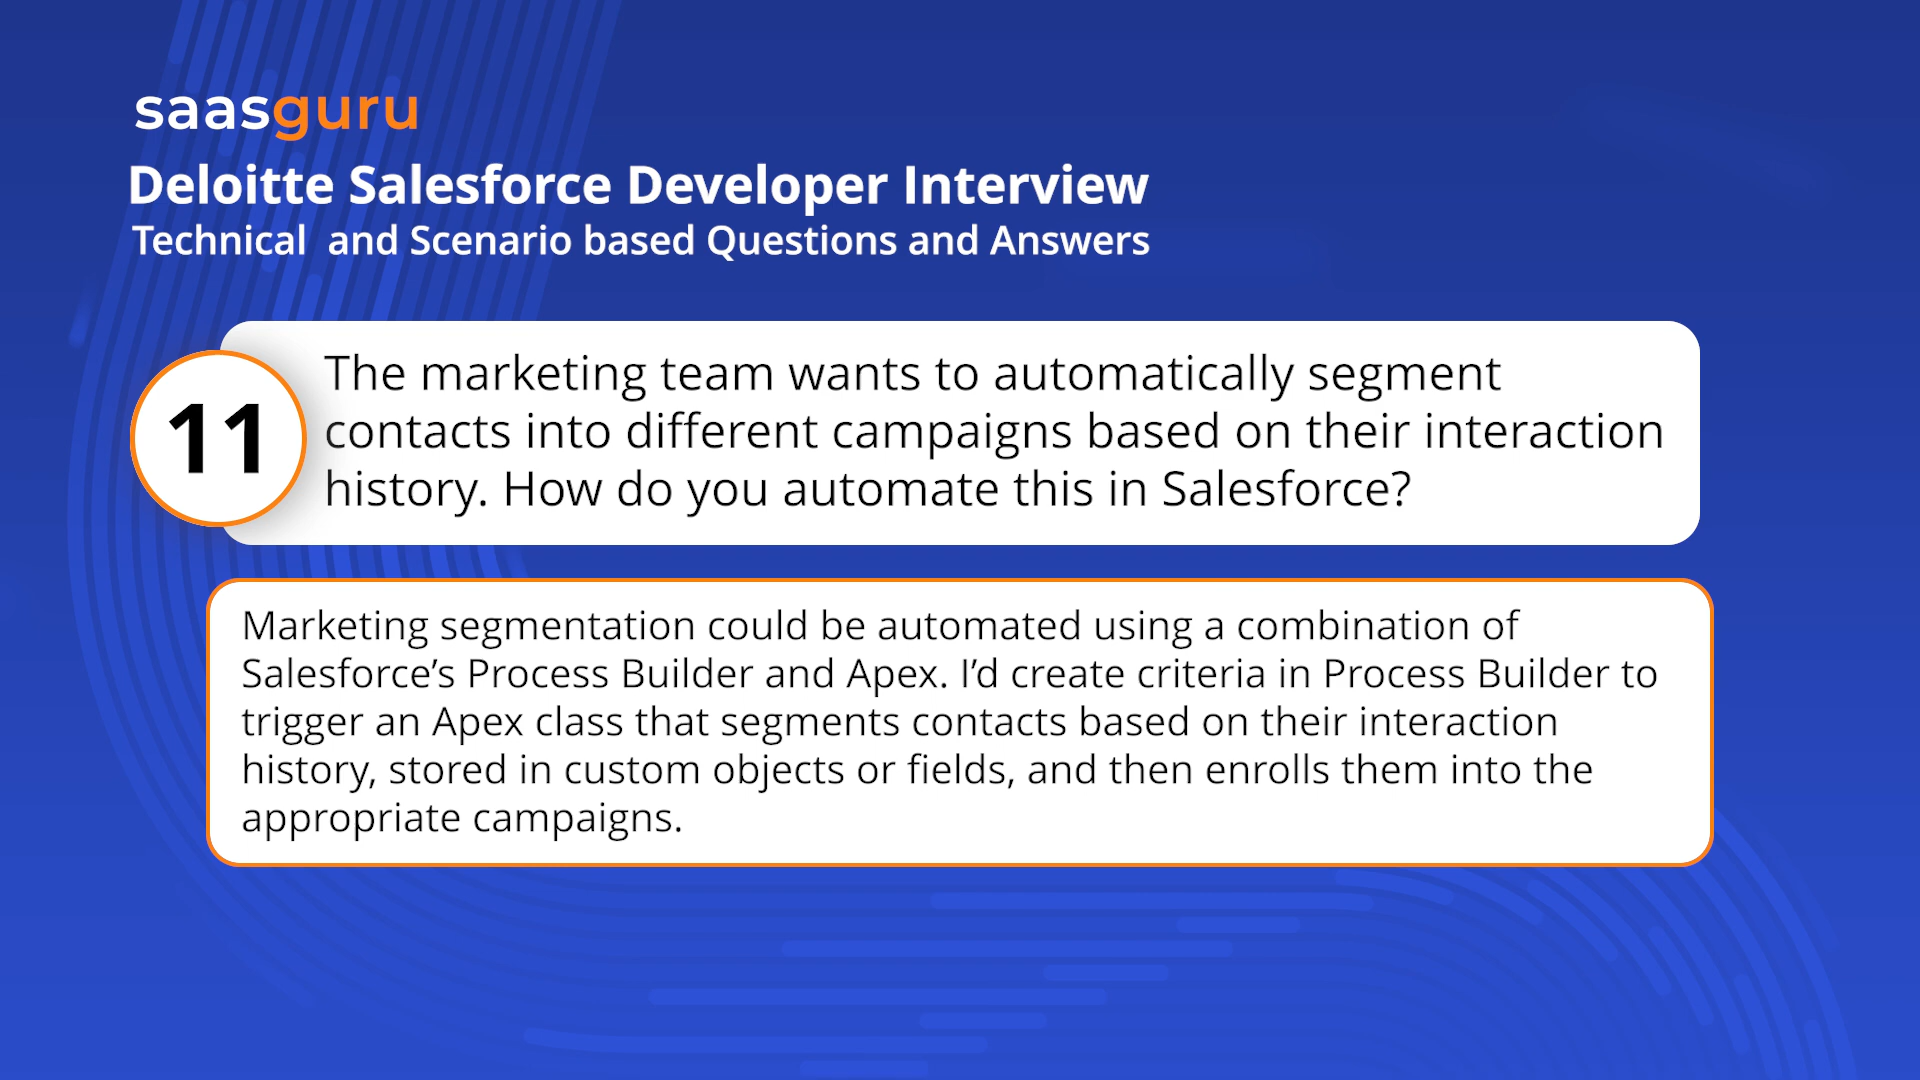 saasguru
Deloitte Salesforce Developer Interview
Technical and Scenario based Questions and Answers
11
The marketing team wants to automatically segment
contacts into different campaigns based on their interaction
history. How do you automate this in Salesforce?
Marketing segmentation could be automated using a combination of
Salesforce’s Process Builder and Apex. I’d create criteria in Process Builder to
trigger an Apex class that segments contacts based on their interaction
history, stored in custom objects or fields, and then enrolls them into the
appropriate campaigns.